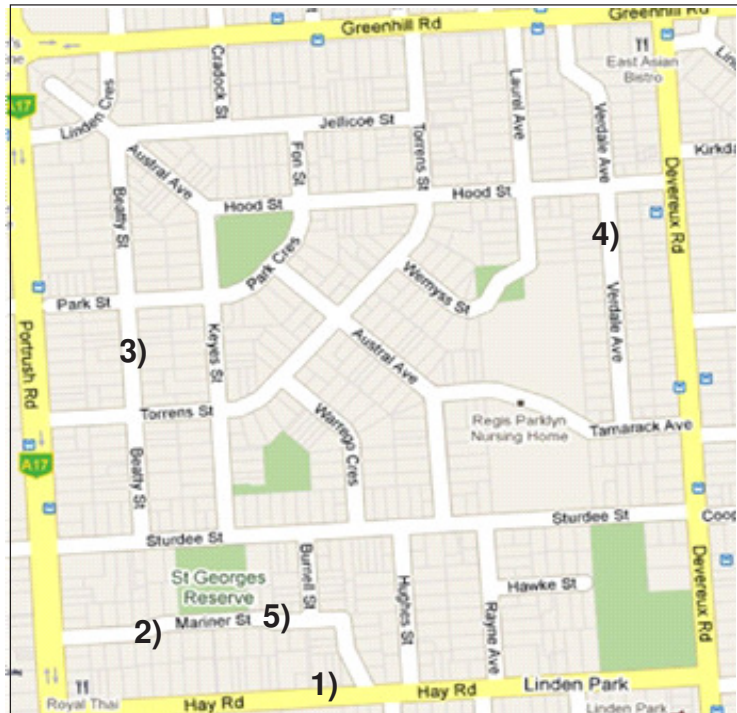 Greenhill Rd
Greenhill Rd
East Asian
Bistro
Cradock St
Laurel Ave
Linden Cres
A17
Jellicoe St
Fon St
Torrens St
Verdale Ave
Kirkda
Austral Ave
Beatty St
Hood St
Hood St
Devereux Rd
4)
Park Cres
Wernyss St
Park St
Keyes St
Verdale Ave
3)
Portrush Rd
Austral Ave
Torrens St
Warrego Cres
Regis Parklyn
Nursing Home
Tamarack Ave
A17
Beatty St
Sturdee St
Sturdee St
Coop
St Georges
Reserve
Burnell St
Hughes St
Hawke St
Rayne Ave
Devereux Rd
2)
Mariner St
5)
1)
Linden Park
Royal Thai
Hay Rd
Hay Rd
Linden Park